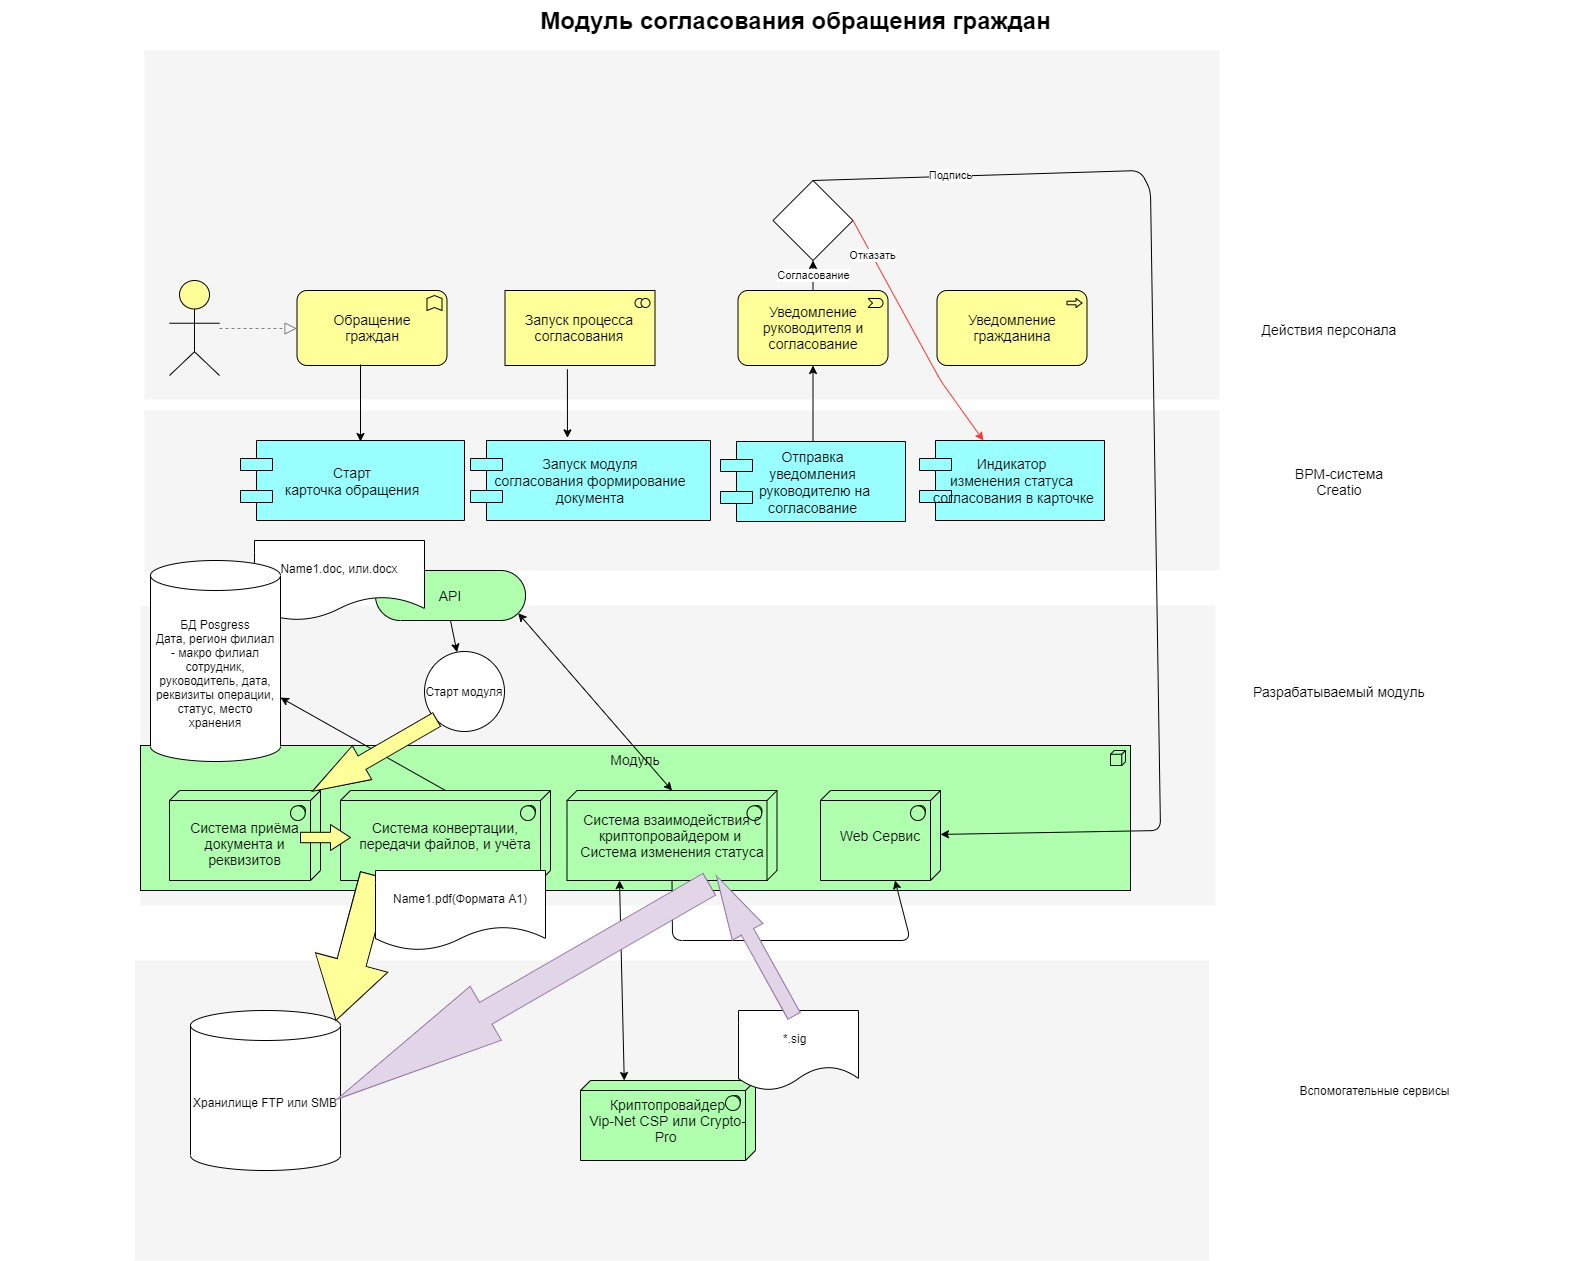 Модуль согласования обращения граждан
Подпись
Отказать
Согласование
Обращение
граждан
Запуск процесса
согласования
Уведомление
руководителя и
согласование
Уведомление
гражданина
Действия персонала
Старт
карточка обращения
Запуск модуля
согласования формирование
документа
Отправка
уведомления
руководителю на
согласование
Индикатор
изменения статуса
согласования в карточке
BPM-система
Creatio
Name1.doc, или.docx
API
БД Posgress
Дата, регион филиал
- макро филиал
сотрудник,
руководитель, дата,
реквизиты операции,
статус, место
хранения
Старт модуля
Разрабатываемый модуль
Модуль
Система приёма
документа и
реквизитов
Система конвертации,
передачи файлов, и учёта
Система взаимодействия с
криптопровайдером и
Система изменения статуса
Web Сервис
Name1.pdf(Формата А1)
*.sig
Хранилище FTP или SMB
Криптопровайдер
Vip-Net CSP или Crypto-
Pro
Вспомогательные сервисы